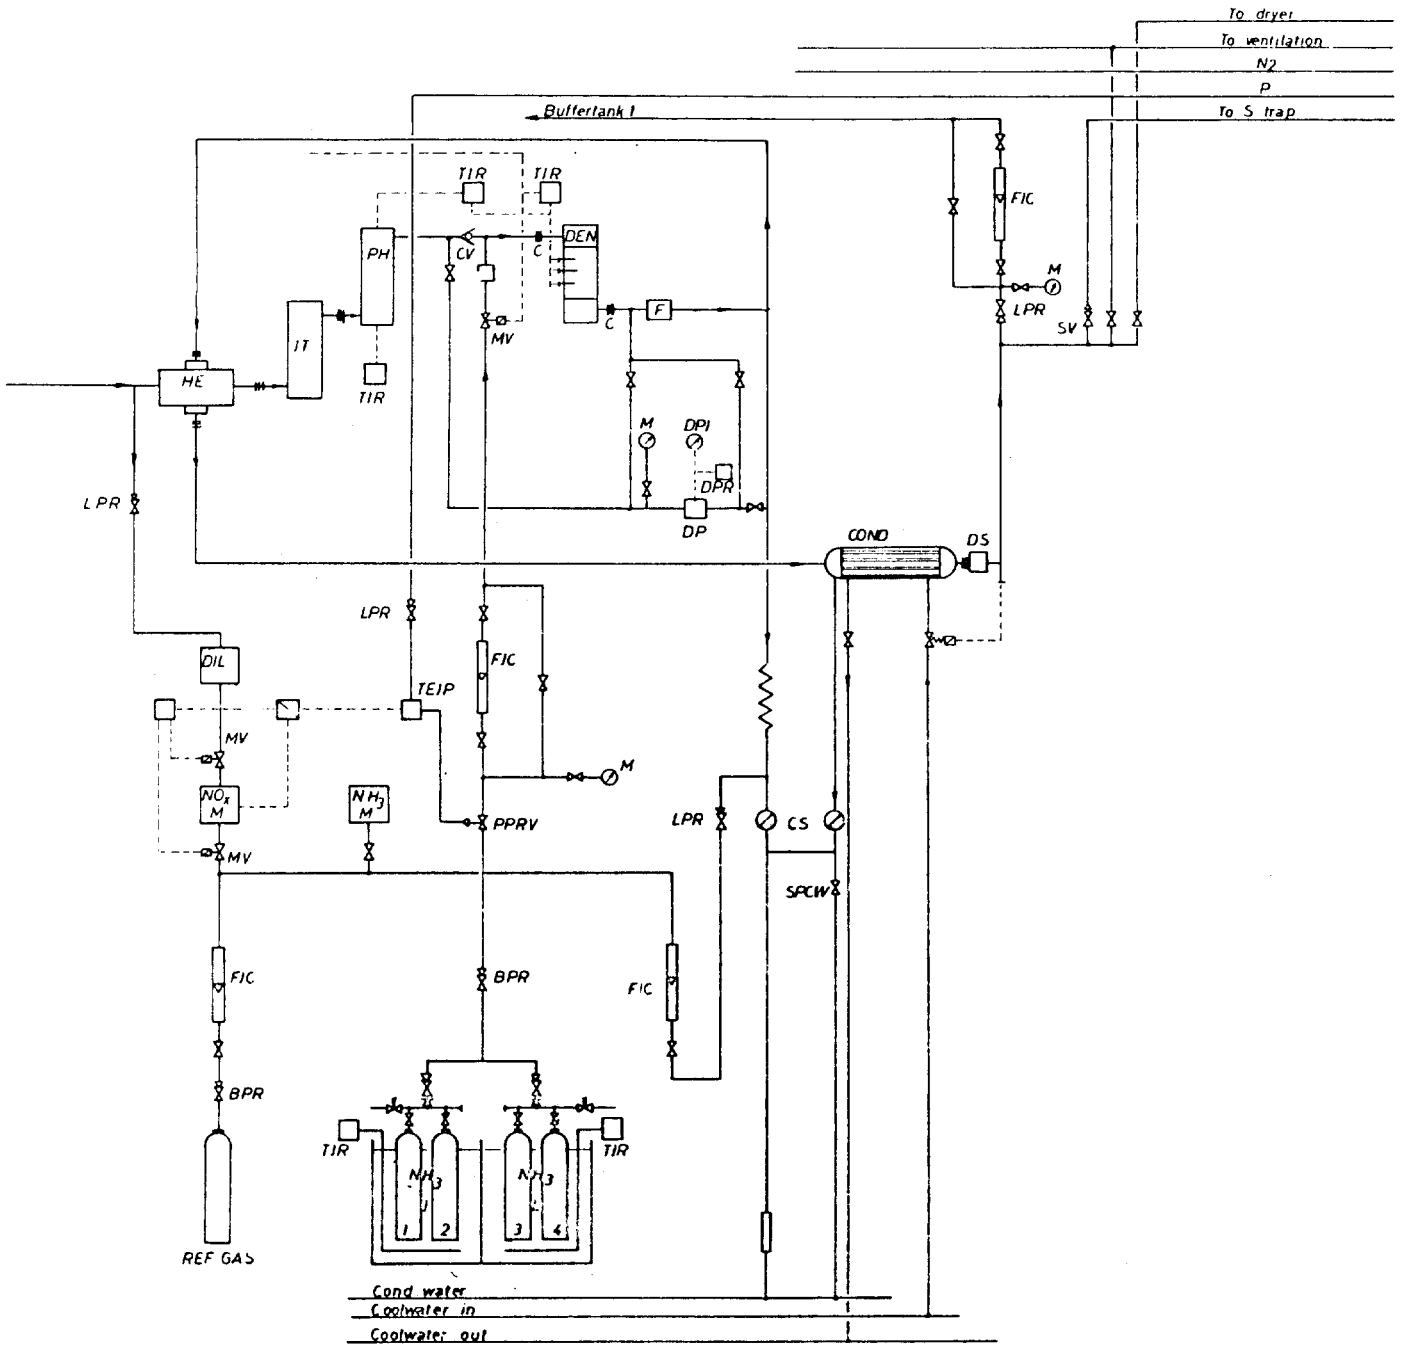 To dryer
To ventilation
N2
P
Buffertank 1
To S trap
TIR
TIR
FIC
PH
CV
C
DEN
M
LPR
SV
C
F
IT
MV
HE
TIR
M
DPI
DPR
LPR
DP
COND
DS
LPR
DIL
FIC
TEIP
MV
M
NOx
M
NH3
M
PPRV
LPR
CS
MV
SPCW
FIC
BPR
FIC
BPR
TIR
TIR
NH3
NH3
1
2
3
4
REF GAS
Cond water
Coolwater in
Coolwater out